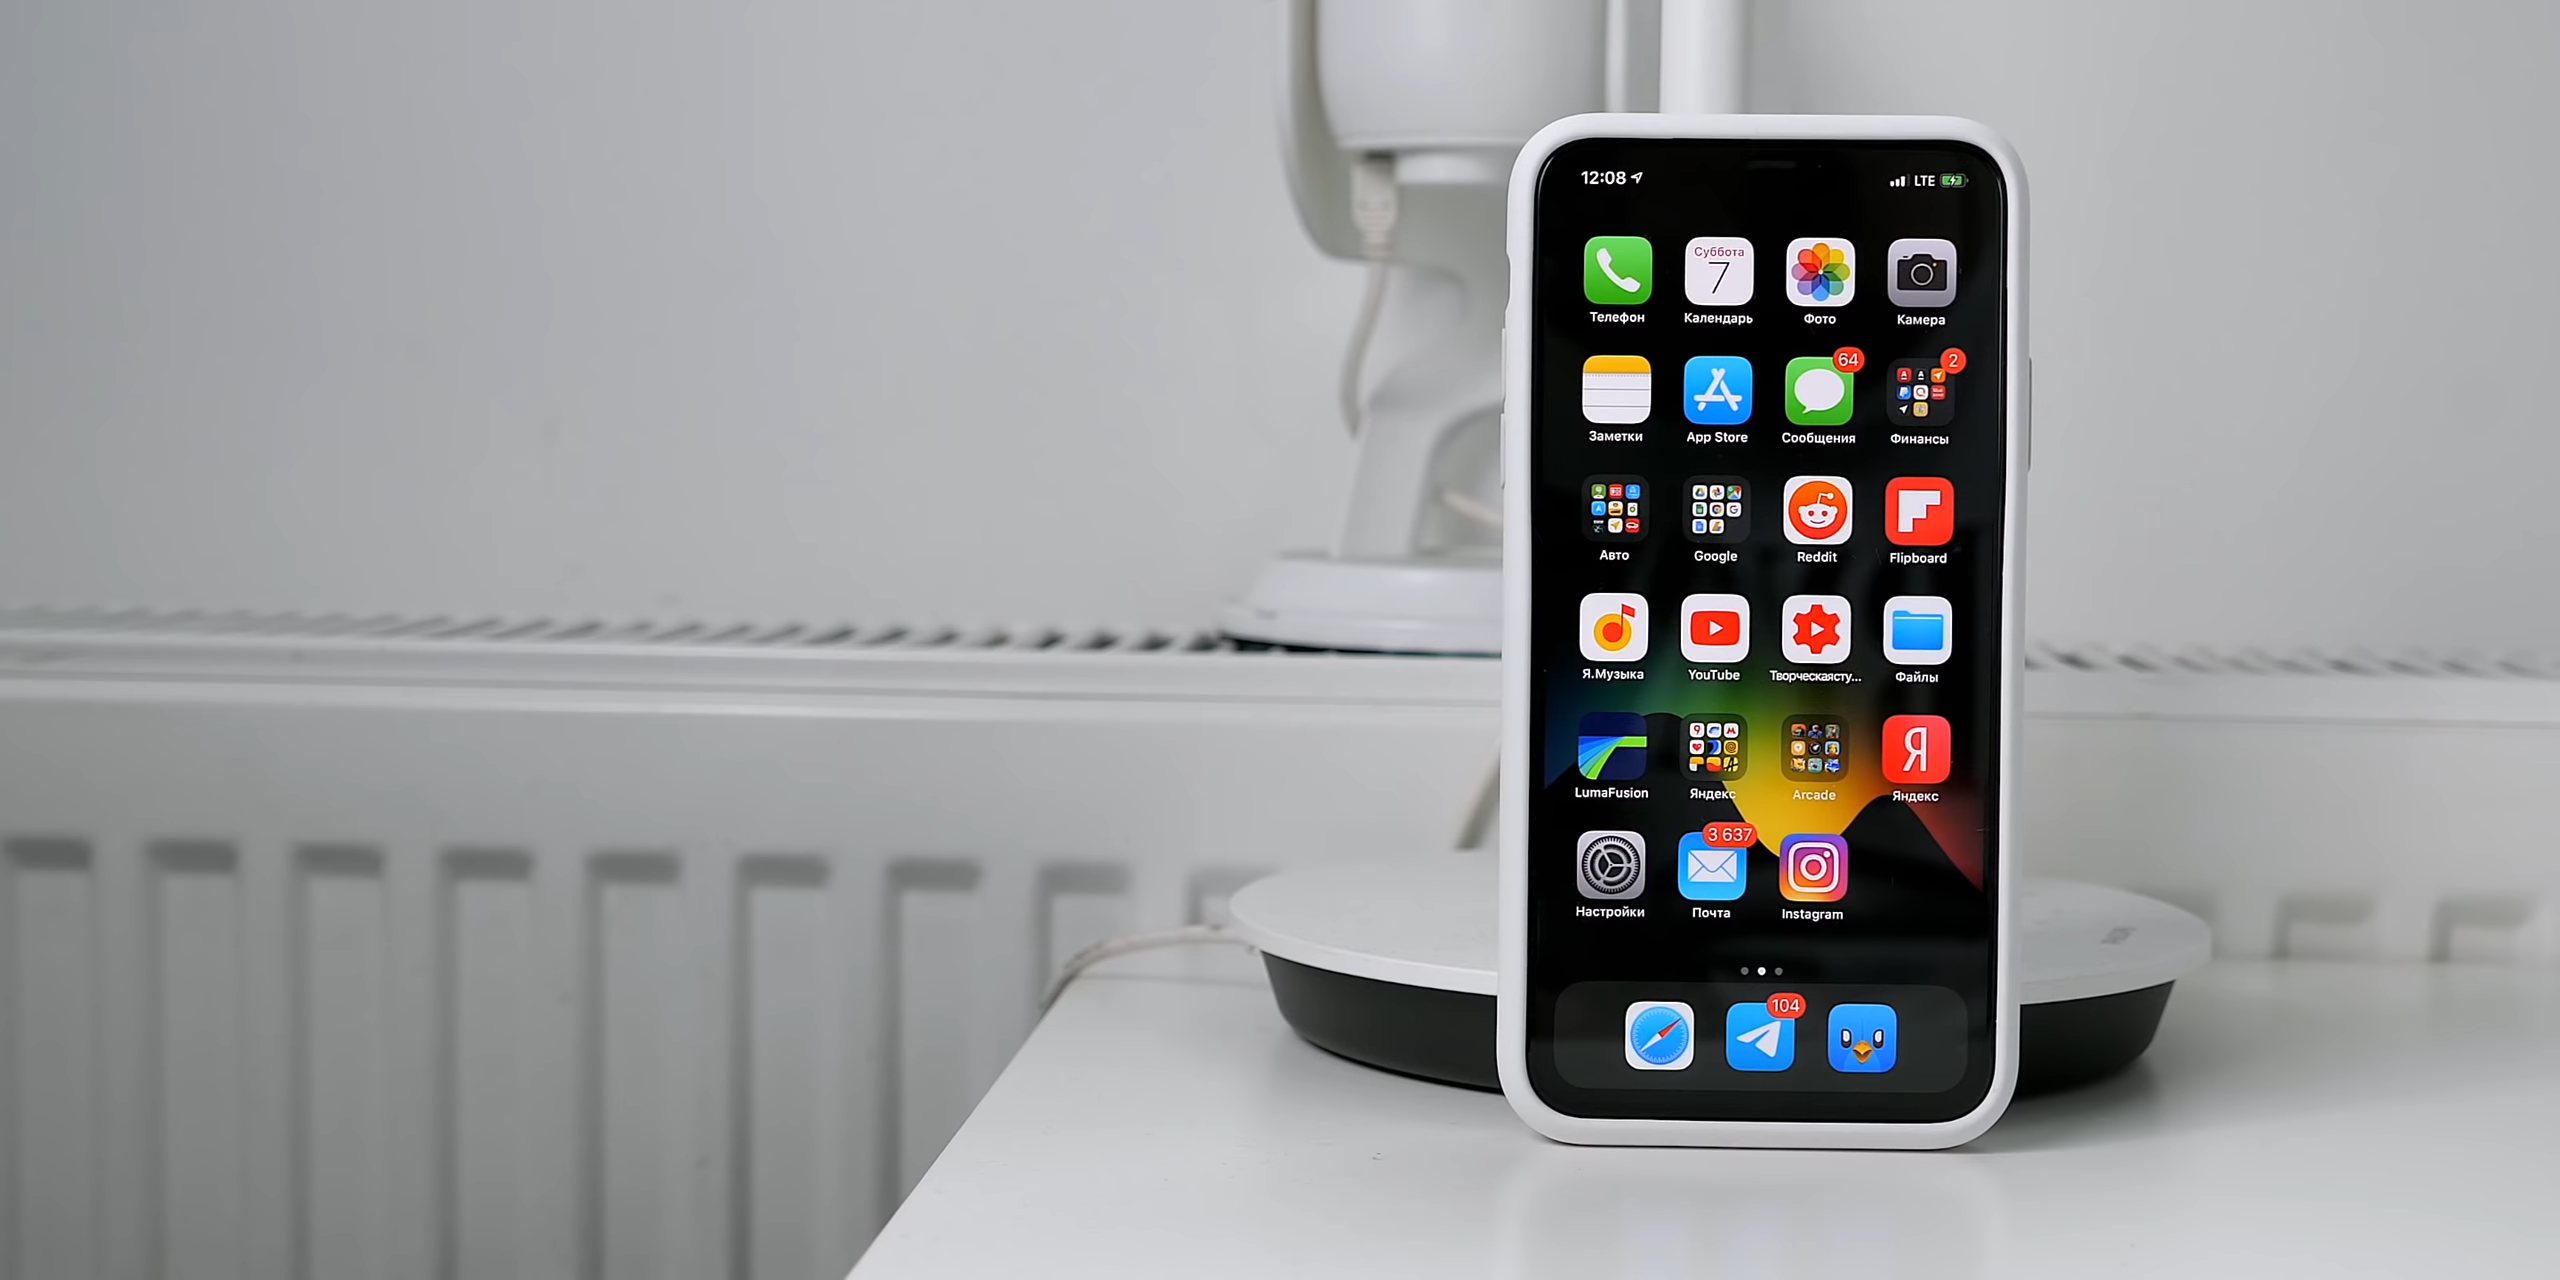 12:08 LTE
Суббота
7
Телефон Календарь Фото Камера
64 2
Заметки App Store Сообщения Финансы
Авто Google Reddit Flipboard
Я.Музыка YouTube Творческаясту... Файлы
Я
LumaFusion Яндекс Arcade Яндекс
3 637
Настройки Почта Instagram
104